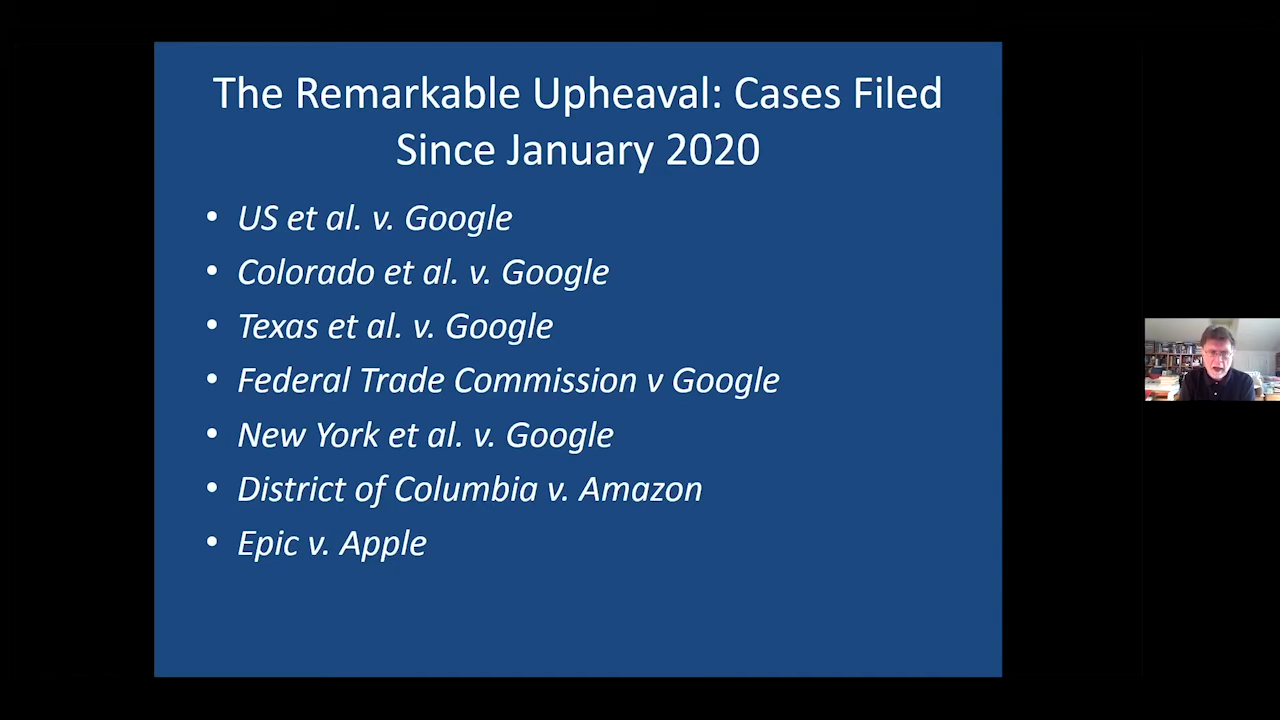 The Remarkable Upheaval: Cases Filed
Since January 2020
• US et al. v. Google
• Colorado et al. v. Google
• Texas et al. v. Google
• Federal Trade Commission v Google
• New York et al. v. Google
• District of Columbia v. Amazon
• Epic v. Apple